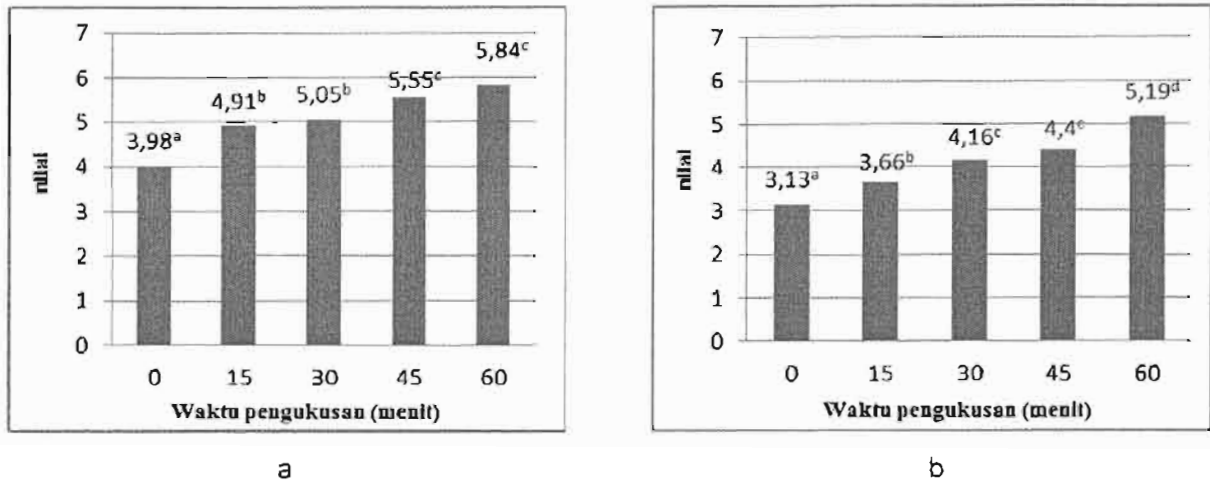 7
6
5
4
3
2
1
0
nilai
3,98ᵃ
4,91ᵇ
5,05ᵇ
5,55ᶜ
5,84ᶜ
0 15 30 45 60
Waktu pengukusan (menit)
a
7
6
5
4
3
2
1
0
nilai
3,13ᵃ
3,66ᵇ
4,16ᶜ
4,4ᶜ
5,19ᵈ
0 15 30 45 60
Waktu pengukusan (menit)
b